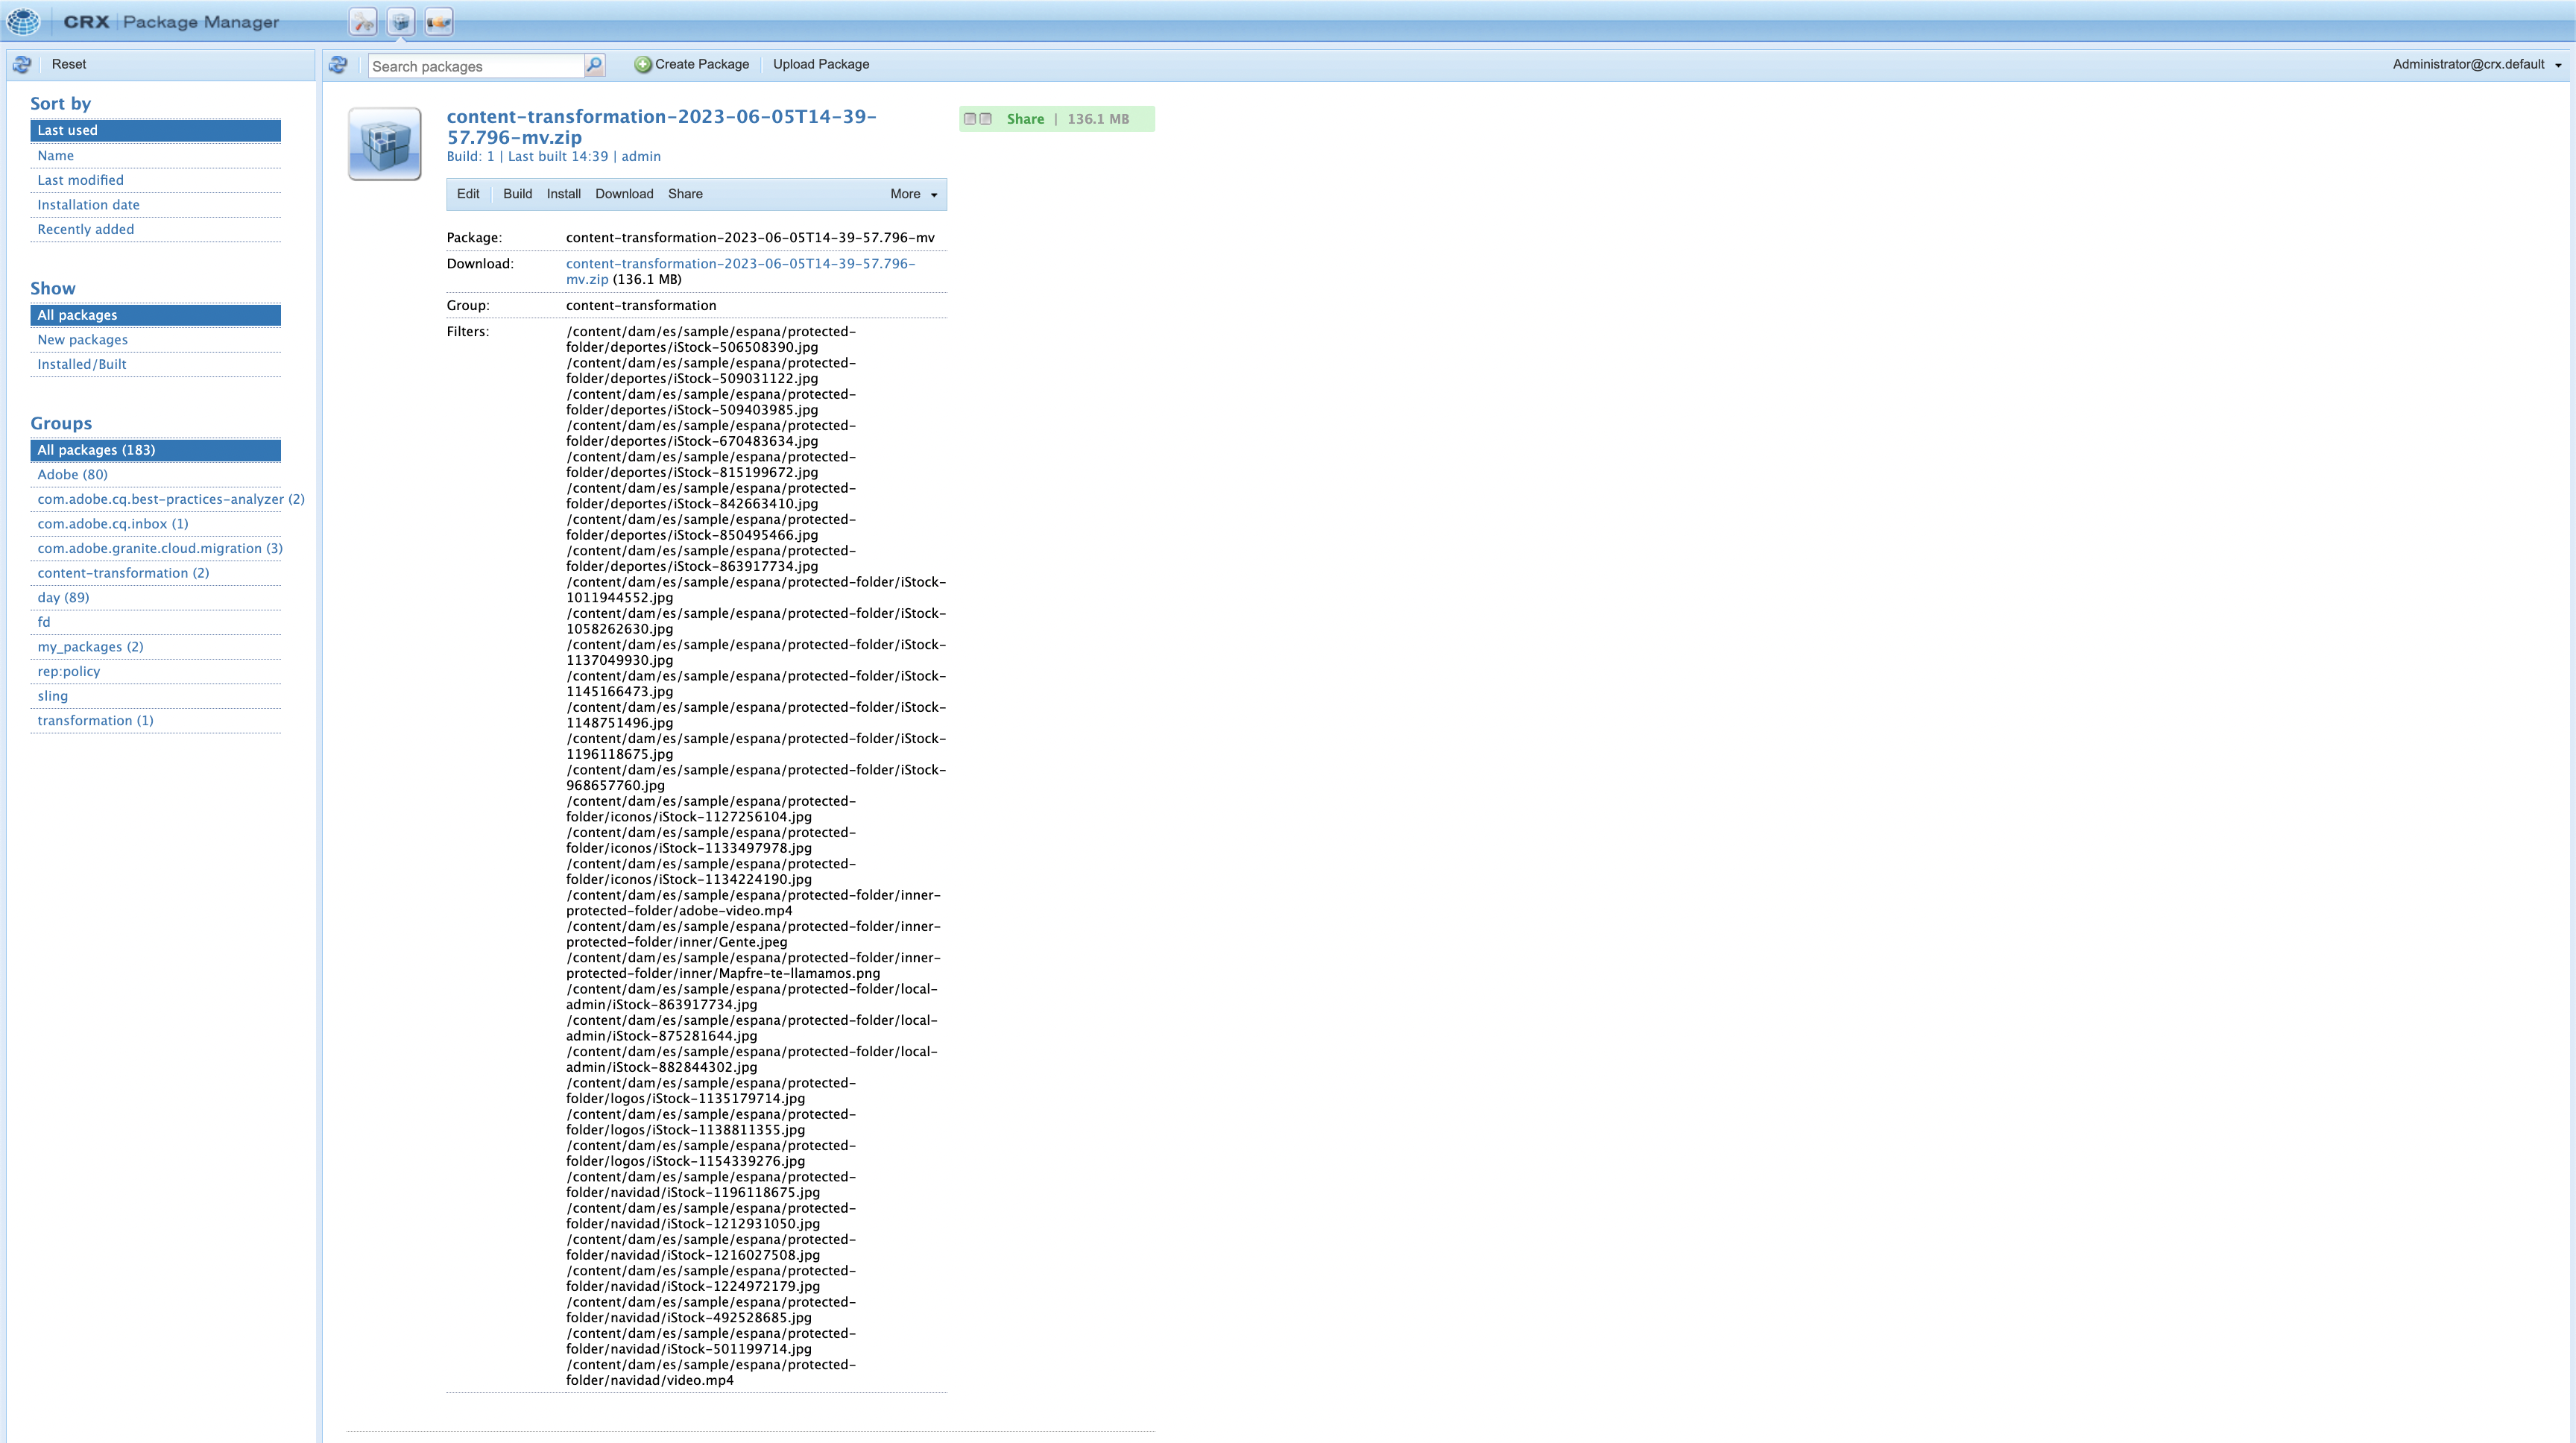 CRX | Package Manager
Reset
Search packages
Create Package
Upload Package
Administrator@crx.default
Sort by
Last used
Name
Last modified
Installation date
Recently added
Show
All packages
New packages
Installed/Built
Groups
All packages (183)
Adobe (80)
com.adobe.cq.best-practices-analyzer (2)
com.adobe.cq.inbox (1)
com.adobe.granite.cloud.migration (3)
content-transformation (2)
day (89)
fd
my_packages (2)
rep:policy
sling
transformation (1)
content-transformation-2023-06-05T14-39-
57.796-mv.zip
Build: 1 | Last built 14:39 | admin
Share | 136.1 MB
Edit Build Install Download Share More
Package: content-transformation-2023-06-05T14-39-57.796-mv
Download: content-transformation-2023-06-05T14-39-57.796-
mv.zip (136.1 MB)
Group: content-transformation
Filters: /content/dam/es/sample/espana/protected-
folder/deportes/iStock-506508390.jpg
/content/dam/es/sample/espana/protected-
folder/deportes/iStock-509031122.jpg
/content/dam/es/sample/espana/protected-
folder/deportes/iStock-509403985.jpg
/content/dam/es/sample/espana/protected-
folder/deportes/iStock-670483634.jpg
/content/dam/es/sample/espana/protected-
folder/deportes/iStock-815199672.jpg
/content/dam/es/sample/espana/protected-
folder/deportes/iStock-842663410.jpg
/content/dam/es/sample/espana/protected-
folder/deportes/iStock-850495466.jpg
/content/dam/es/sample/espana/protected-
folder/deportes/iStock-863917734.jpg
/content/dam/es/sample/espana/protected-folder/iStock-
1011944552.jpg
/content/dam/es/sample/espana/protected-folder/iStock-
1058262630.jpg
/content/dam/es/sample/espana/protected-folder/iStock-
1137049930.jpg
/content/dam/es/sample/espana/protected-folder/iStock-
1145166473.jpg
/content/dam/es/sample/espana/protected-folder/iStock-
1148751496.jpg
/content/dam/es/sample/espana/protected-folder/iStock-
1196118675.jpg
/content/dam/es/sample/espana/protected-folder/iStock-
968657760.jpg
/content/dam/es/sample/espana/protected-
folder/iconos/iStock-1127256104.jpg
/content/dam/es/sample/espana/protected-
folder/iconos/iStock-1133497978.jpg
/content/dam/es/sample/espana/protected-
folder/iconos/iStock-1134224190.jpg
/content/dam/es/sample/espana/protected-folder/inner-
protected-folder/adobe-video.mp4
/content/dam/es/sample/espana/protected-folder/inner-
protected-folder/inner/Gente.jpeg
/content/dam/es/sample/espana/protected-folder/inner-
protected-folder/inner/Mapfre-te-llamamos.png
/content/dam/es/sample/espana/protected-folder/local-
admin/iStock-863917734.jpg
/content/dam/es/sample/espana/protected-folder/local-
admin/iStock-875281644.jpg
/content/dam/es/sample/espana/protected-folder/local-
admin/iStock-882844302.jpg
/content/dam/es/sample/espana/protected-
folder/logos/iStock-1135179714.jpg
/content/dam/es/sample/espana/protected-
folder/logos/iStock-1138811355.jpg
/content/dam/es/sample/espana/protected-
folder/logos/iStock-1154339276.jpg
/content/dam/es/sample/espana/protected-
folder/navidad/iStock-1196118675.jpg
/content/dam/es/sample/espana/protected-
folder/navidad/iStock-1212931050.jpg
/content/dam/es/sample/espana/protected-
folder/navidad/iStock-1216027508.jpg
/content/dam/es/sample/espana/protected-
folder/navidad/iStock-1224972179.jpg
/content/dam/es/sample/espana/protected-
folder/navidad/iStock-492528685.jpg
/content/dam/es/sample/espana/protected-
folder/navidad/iStock-501199714.jpg
/content/dam/es/sample/espana/protected-
folder/navidad/video.mp4